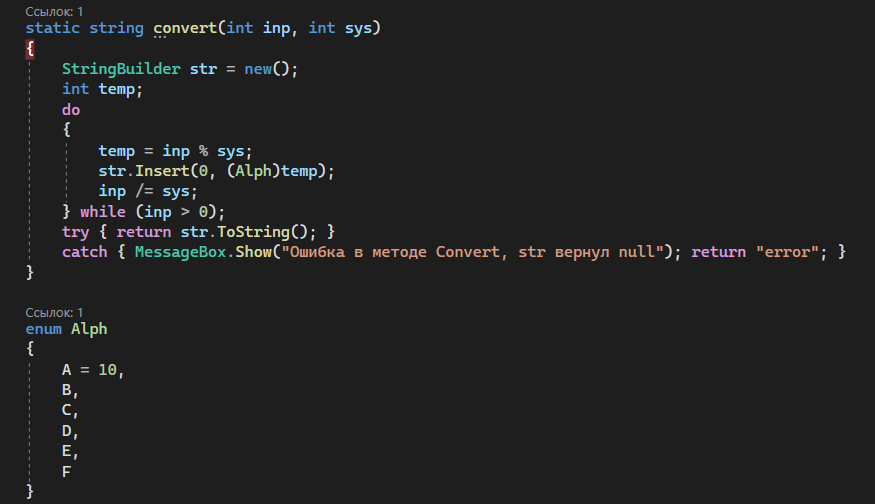 Ссылок: 1
static string convert(int inp, int sys)
{
StringBuilder str = new();
int temp;
do
{
temp = inp % sys;
str.Insert(0, (Alph)temp);
inp /= sys;
} while (inp > 0);
try { return str.ToString(); }
catch { MessageBox.Show("Ошибка в методе Convert, str вернул null"); return "error"; }
}
Ссылок: 1
enum Alph
{
A = 10,
B,
C,
D,
E,
F
}